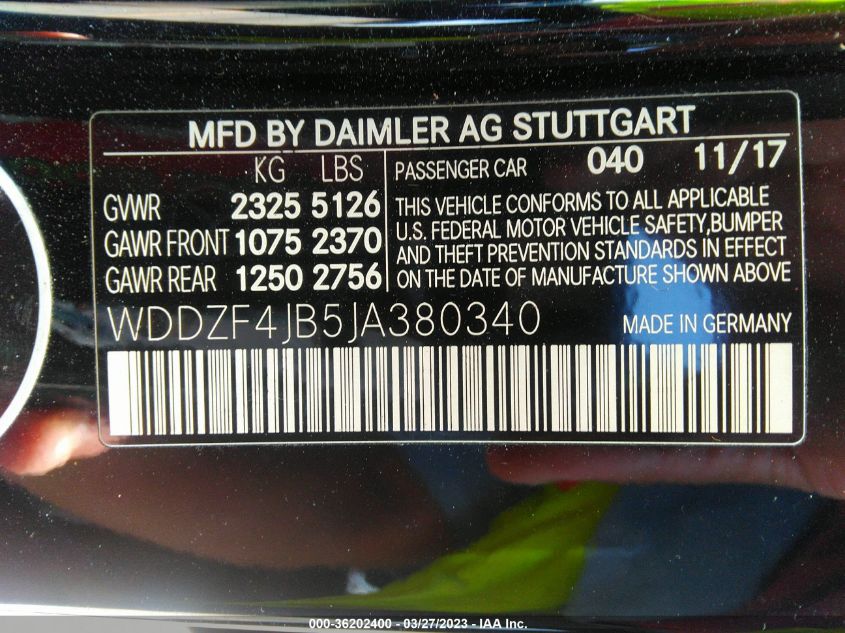 MFD BY DAIMLER AG STUTTGART
KG LBS
GVWR 2325 5126
GAWR FRONT 1075 2370
GAWR REAR 1250 2756
PASSENGER CAR 040 11/17
THIS VEHICLE CONFORMS TO ALL APPLICABLE
U.S. FEDERAL MOTOR VEHICLE SAFETY,BUMPER
AND THEFT PREVENTION STANDARDS IN EFFECT
ON THE DATE OF MANUFACTURE SHOWN ABOVE
WDDZF4JB5JA380340 MADE IN GERMANY
000-36202400 - 03/27/2023 - IAA Inc.